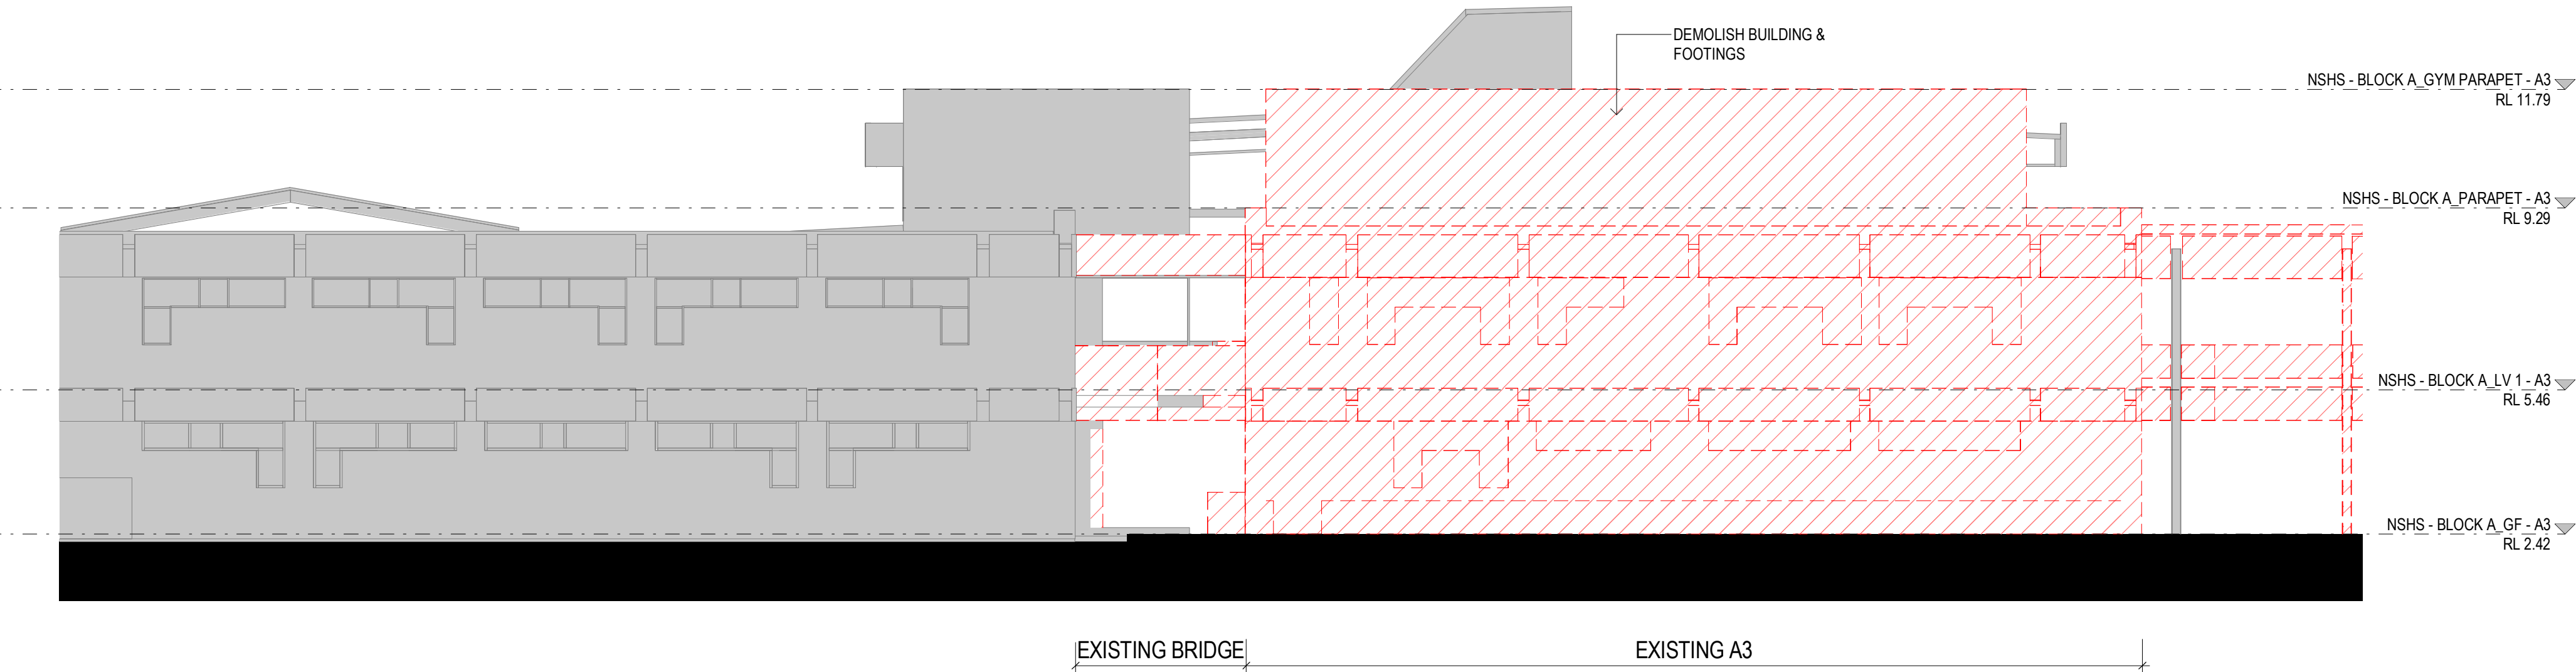 DEMOLISH BUILDING &
FOOTINGS
NSHS - BLOCK A_GYM PARAPET - A3
RL 11.79
NSHS - BLOCK A_PARAPET - A3
RL 9.29
NSHS - BLOCK A_LV 1 - A3
RL 5.46
NSHS - BLOCK A_GF - A3
RL 2.42
EXISTING BRIDGE
EXISTING A3